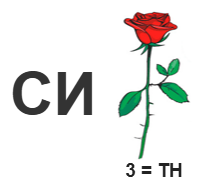 СИ
3 = ТН